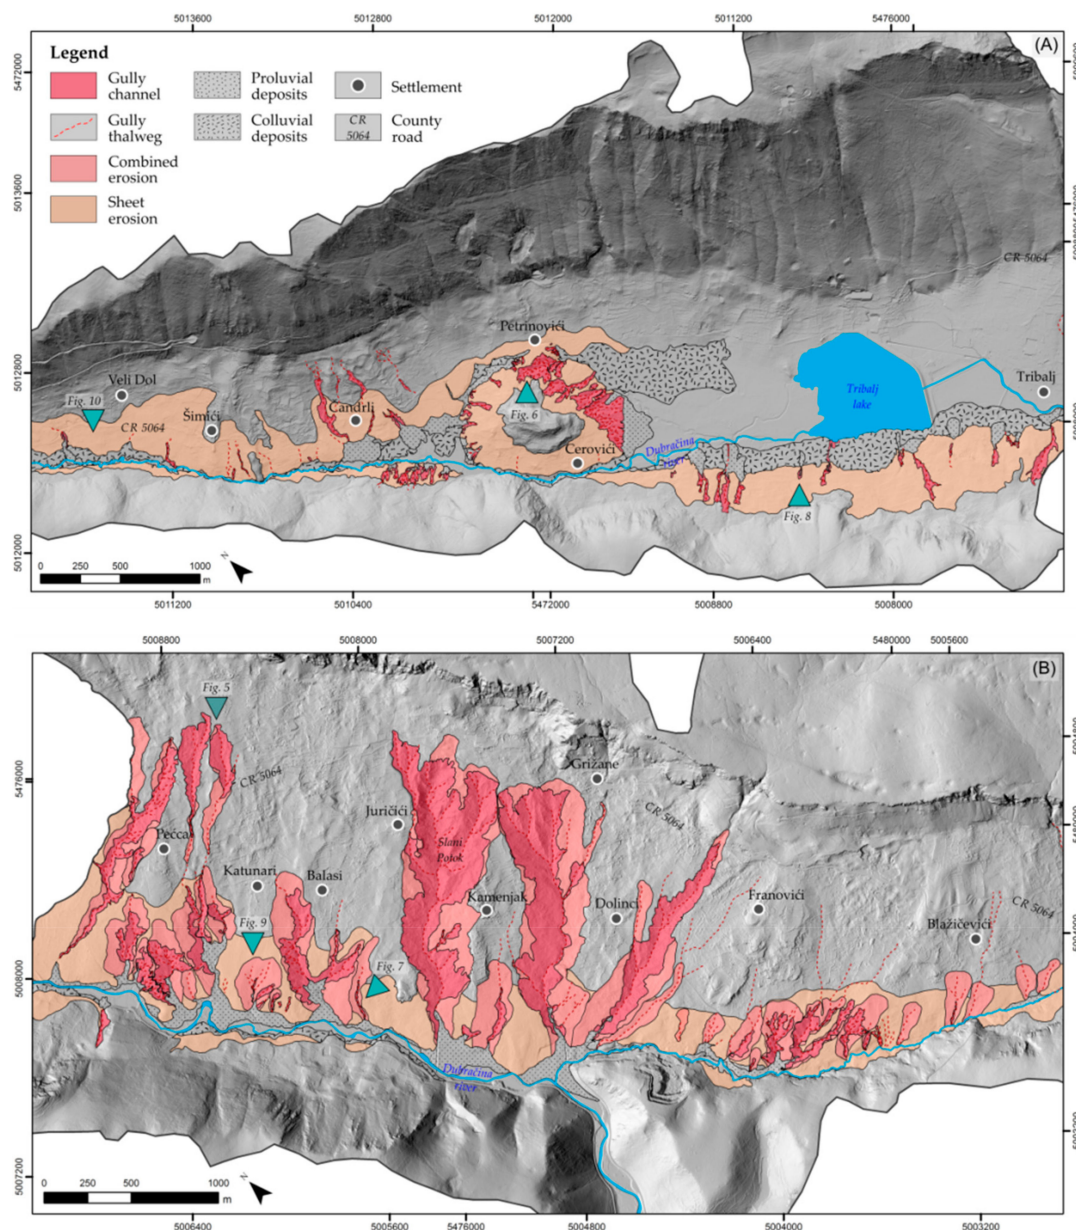 5013600
5012800
5012000
5011200
5476000
(A)
Legend
Gully
channel
Gully
thalweg
Combined
erosion
Sheet
erosion
Proluvial
deposits
Colluvial
deposits
Settlement
CR
5064
County
road
5472000
5013600
5012800
5012000
CR 5064
Petrinovići
Veli Dol
Fig. 10
CR 5064
Šimići
Čandrli
Fig. 6
Cerovići
Dubračina
river
Tribalj
lake
Tribalj
Fig. 8
N
0 250 500 1000
m
5011200
5010400
5472000
5008800
5008000
5008800
5008000
5007200
5006400
5480000
5005600
(B)
5476000
5008000
5007200
Fig. 5
CR 5064
Pećca
Katunari
Balasi
Fig. 9
Fig. 7
Juričići
Slani
Potok
Kamenjak
Grižane
CR 5064
Dolinci
Franovići
Blažičevići
CR 5064
Dubračina
river
5004800
5480000
5004000
N
0 250 500 1000
m
5006400
5005600
5476000
5004800
5004000
5003200